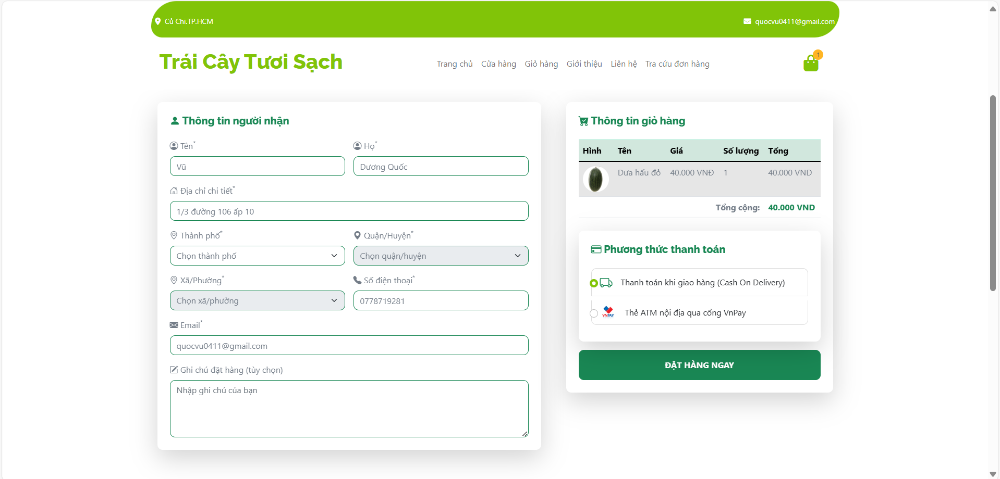 Củ Chi.TP.HCM
quocvu0411@gmail.com
Trái Cây Tươi Sạch
Trang chủ Cửa hàng Giỏ hàng Giới thiệu Liên hệ Tra cứu đơn hàng
1
Thông tin người nhận
Tên* Họ*
Vũ Dương Quốc
Địa chỉ chi tiết*
1/3 đường 106 ấp 10
Thành phố* Quận/Huyện*
Chọn thành phố Chọn quận/huyện
Xã/Phường* Số điện thoại*
Chọn xã/phường 0778719281
Email*
quocvu0411@gmail.com
Ghi chú đặt hàng (tùy chọn)
Nhập ghi chú của bạn
Thông tin giỏ hàng
Hình Tên Giá Số lượng Tổng
Dưa hấu đỏ 40.000 VNĐ 1 40.000 VND
Tổng cộng: 40.000 VND
Phương thức thanh toán
Thanh toán khi giao hàng (Cash On Delivery)
VNPAY Thẻ ATM nội địa qua cổng VnPay
ĐẶT HÀNG NGAY